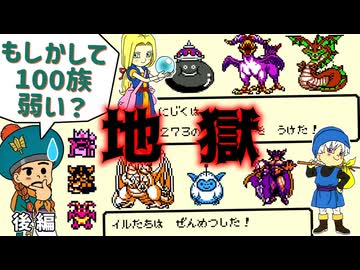 もしかして
100族
弱い？
地獄
にじくは
273の
うけた！
イルたちは ぜんめつした！
後編